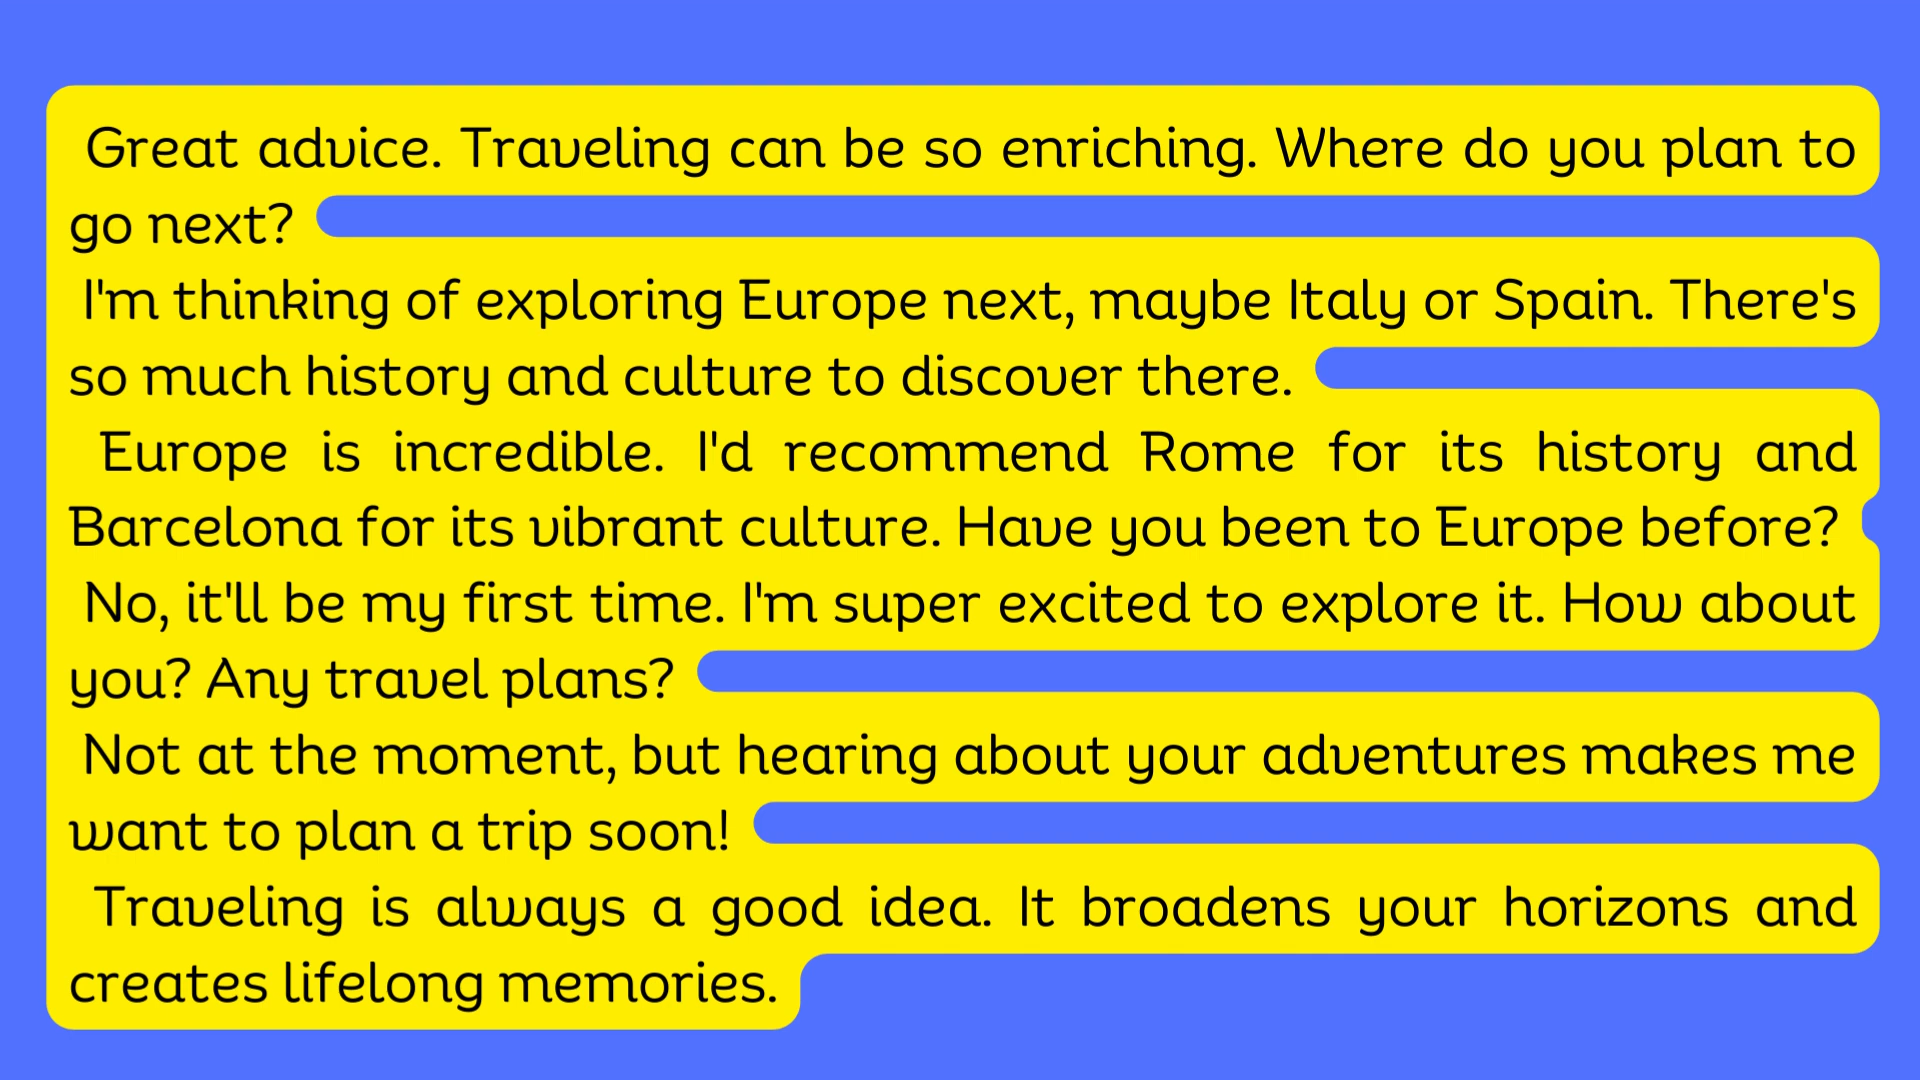 Great advice. Traveling can be so enriching. Where do you plan to
go next?
I'm thinking of exploring Europe next, maybe Italy or Spain. There's
so much history and culture to discover there.
Europe is incredible. I'd recommend Rome for its history and
Barcelona for its vibrant culture. Have you been to Europe before?
No, it'll be my first time. I'm super excited to explore it. How about
you? Any travel plans?
Not at the moment, but hearing about your adventures makes me
want to plan a trip soon!
Traveling is always a good idea. It broadens your horizons and
creates lifelong memories.